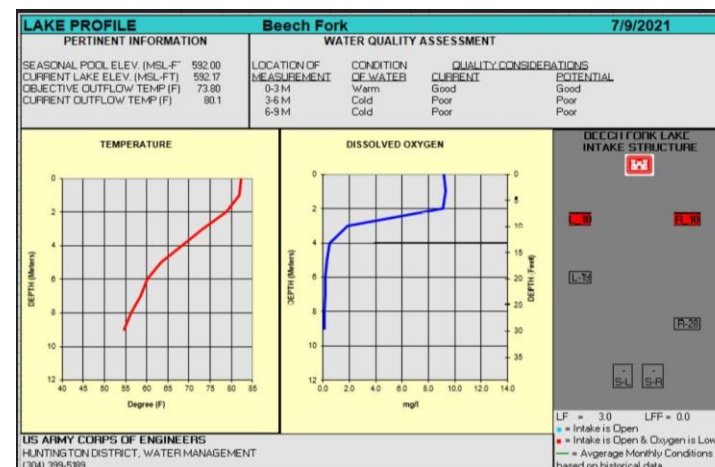 LAKE PROFILE Beech Fork 7/9/2021
PERTINENT INFORMATION WATER QUALITY ASSESSMENT
SEASONAL POOL ELEV. (MSL-F 592.00
CURRENT LAKE ELEV. (MSL-FT) 592.17
OBJECTIVE OUTFLOW TEMP (F) 73.80
CURRENT OUTFLOW TEMP (F) 80.1
LOCATION OF CONDITION QUALITY CONSIDERATIONS
MEASUREMENT OF WATER CURRENT POTENTIAL
0-3 M Warm Good Good
3-6 M Cold Poor Poor
6-9 M Cold Poor Poor
TEMPERATURE
0
2
4
6
8
10
12
DEPTH (Meters)
40 45 50 55 60 65 70 75 80 85
Degree (F)
DISSOLVED OXYGEN
0
2
4
6
8
10
12
DEPTH (Meters)
0
5
10
15
20
25
30
35
DEPTH (Feet)
0.0 2.0 4.0 6.0 8.0 10.0 12.0 14.0
mg/l
BEECH FORK LAKE
INTAKE STRUCTURE
L_10 R_10
L-19
R-28
S-L S-R
LF = 3.0 LFF = 0.0
= Intake is Open
= Intake is Open & Oxygen is Low
= Avgerage Monthly Conditions
based on historical data
US ARMY CORPS OF ENGINEERS
HUNTINGTON DISTRICT, WATER MANAGEMENT
(304) 399-5189